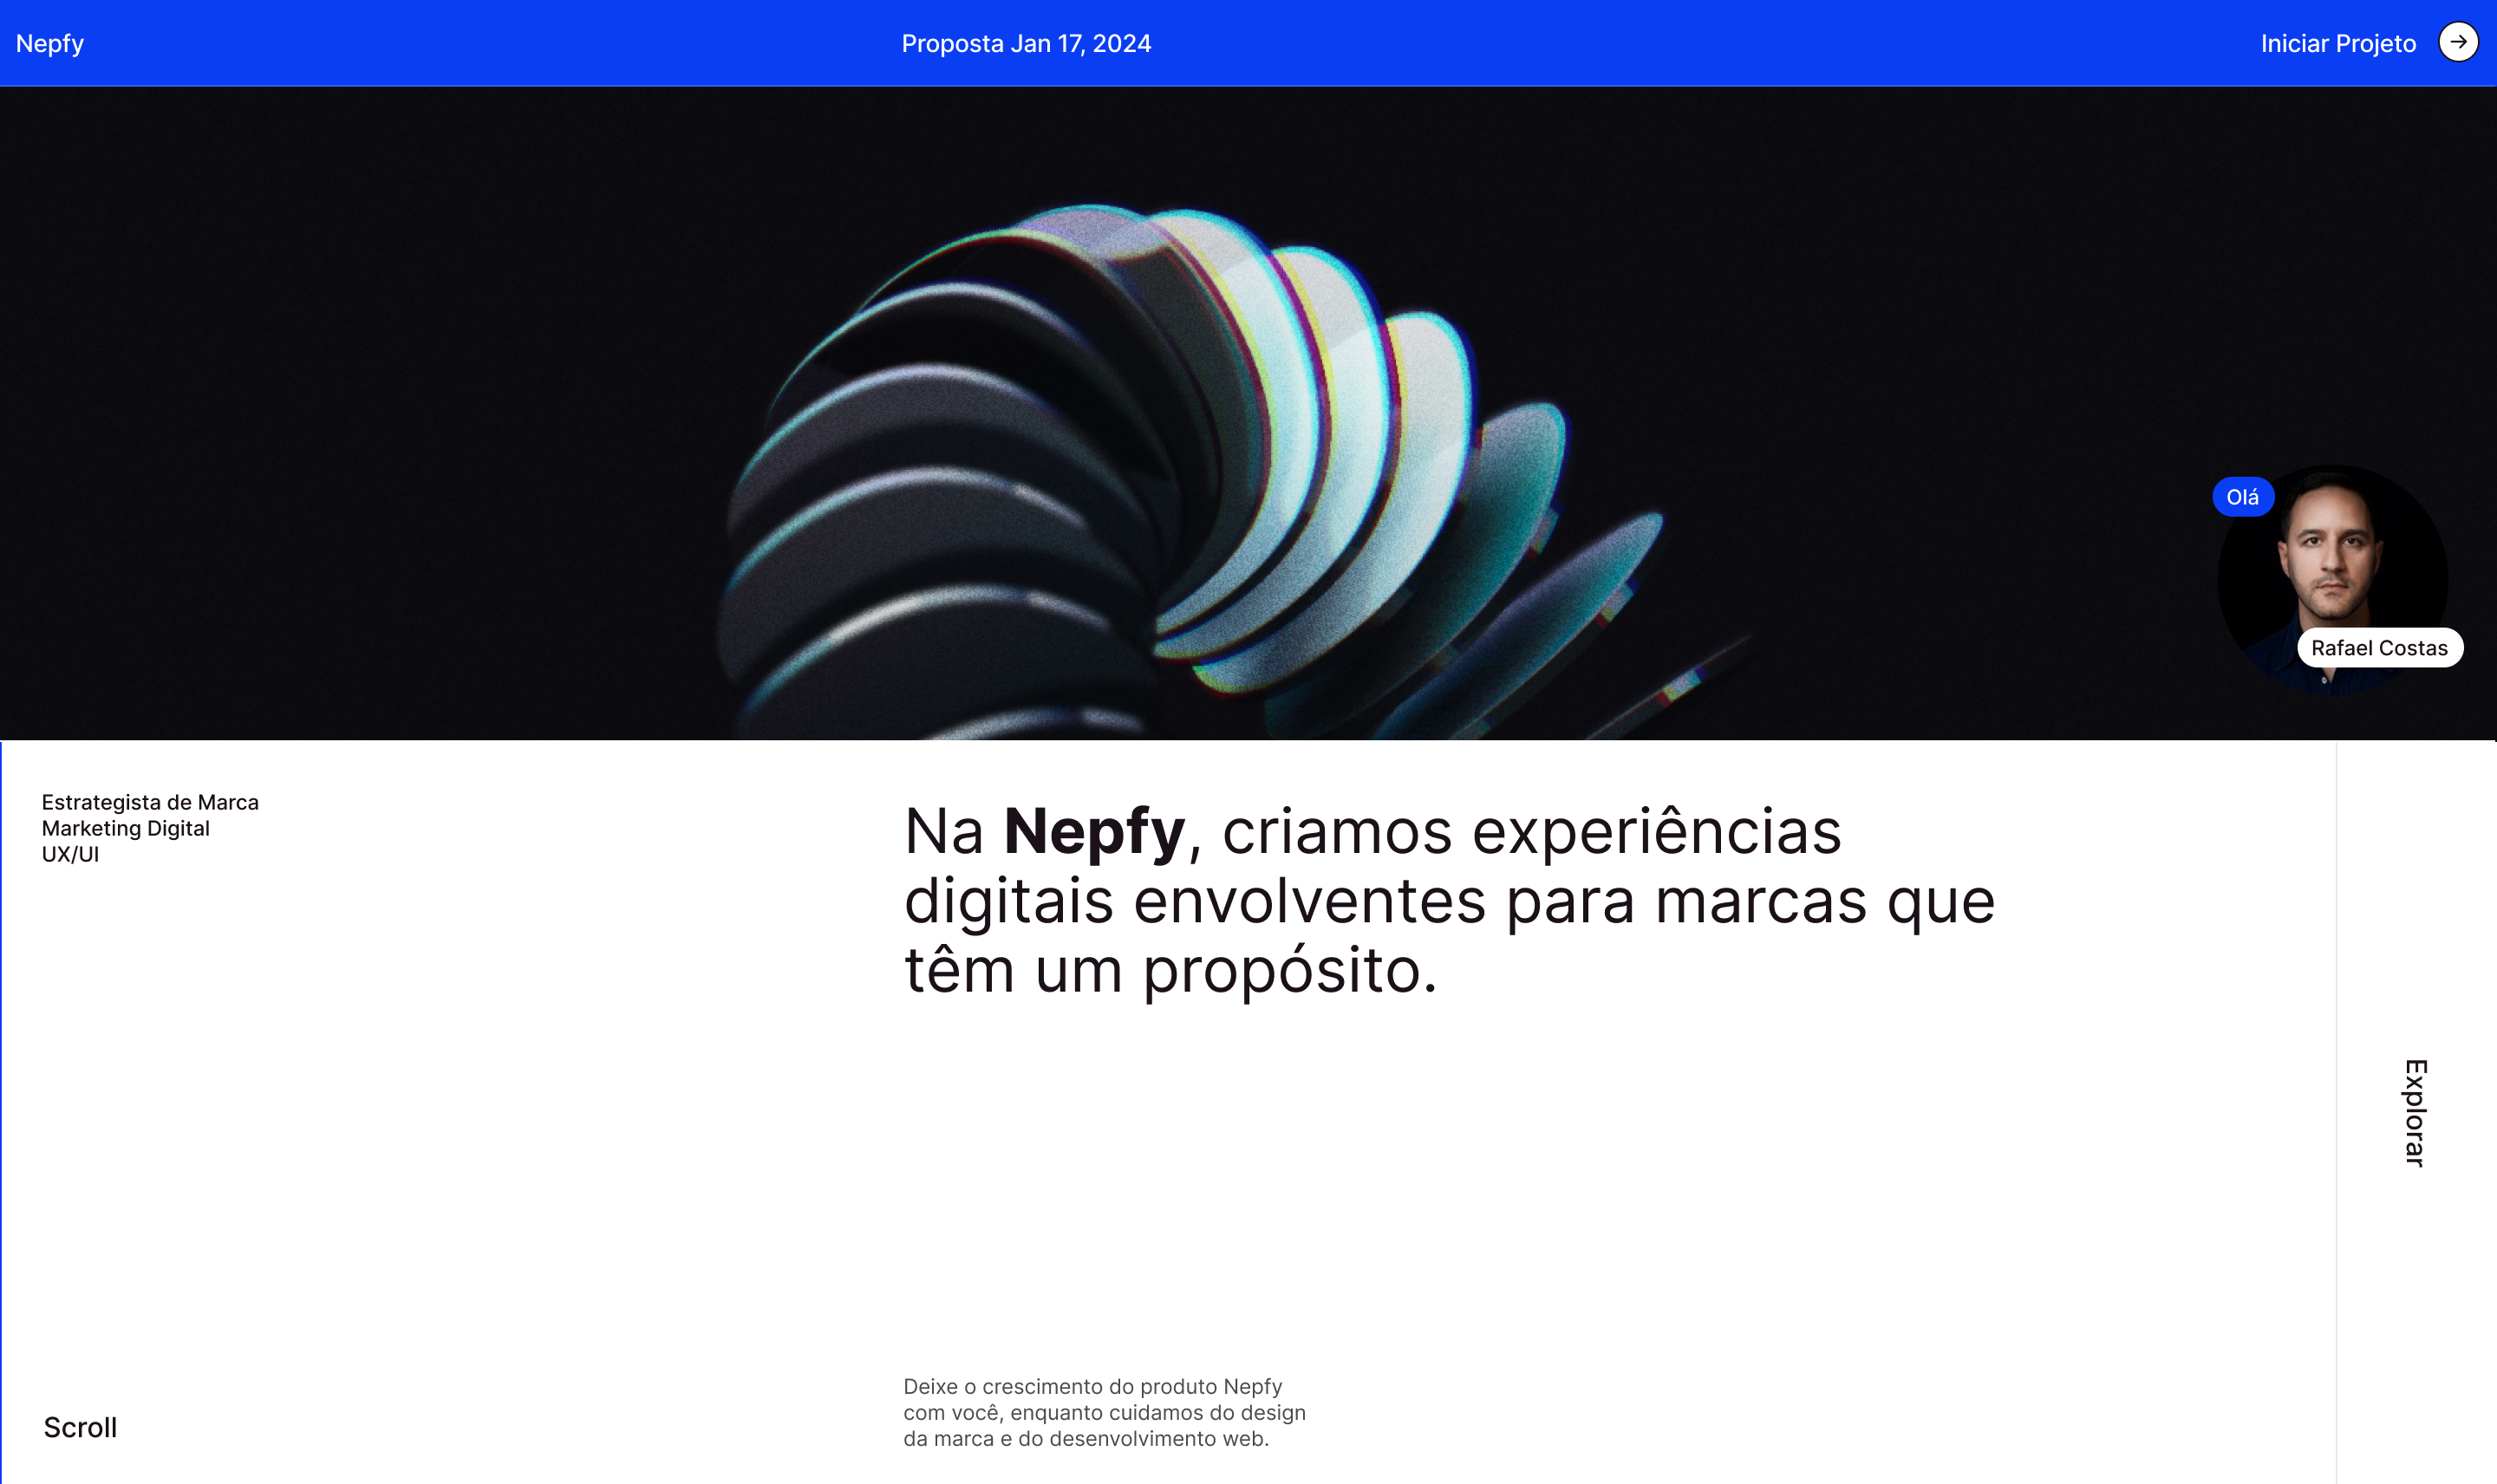 Nepfy
Proposta Jan 17, 2024
Iniciar Projeto
Olá
Rafael Costas
Estrategista de Marca
Marketing Digital
UX/UI
Na Nepfy, criamos experiências
digitais envolventes para marcas que
têm um propósito.
Explorar
Deixe o crescimento do produto Nepfy
com você, enquanto cuidamos do design
da marca e do desenvolvimento web.
Scroll